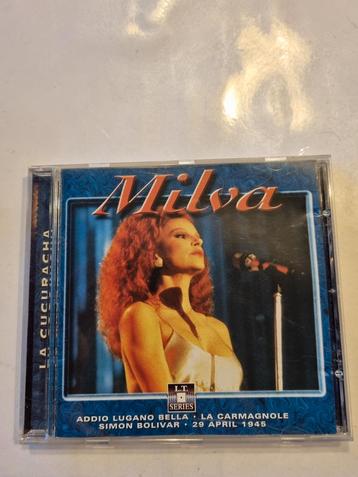 Milva
LA CUCURACHA
L.T.
SERIES
ADDIO LUGANO BELLA • LA CARMAGNOLE
SIMON BOLIVAR • 29 APRIL 1945